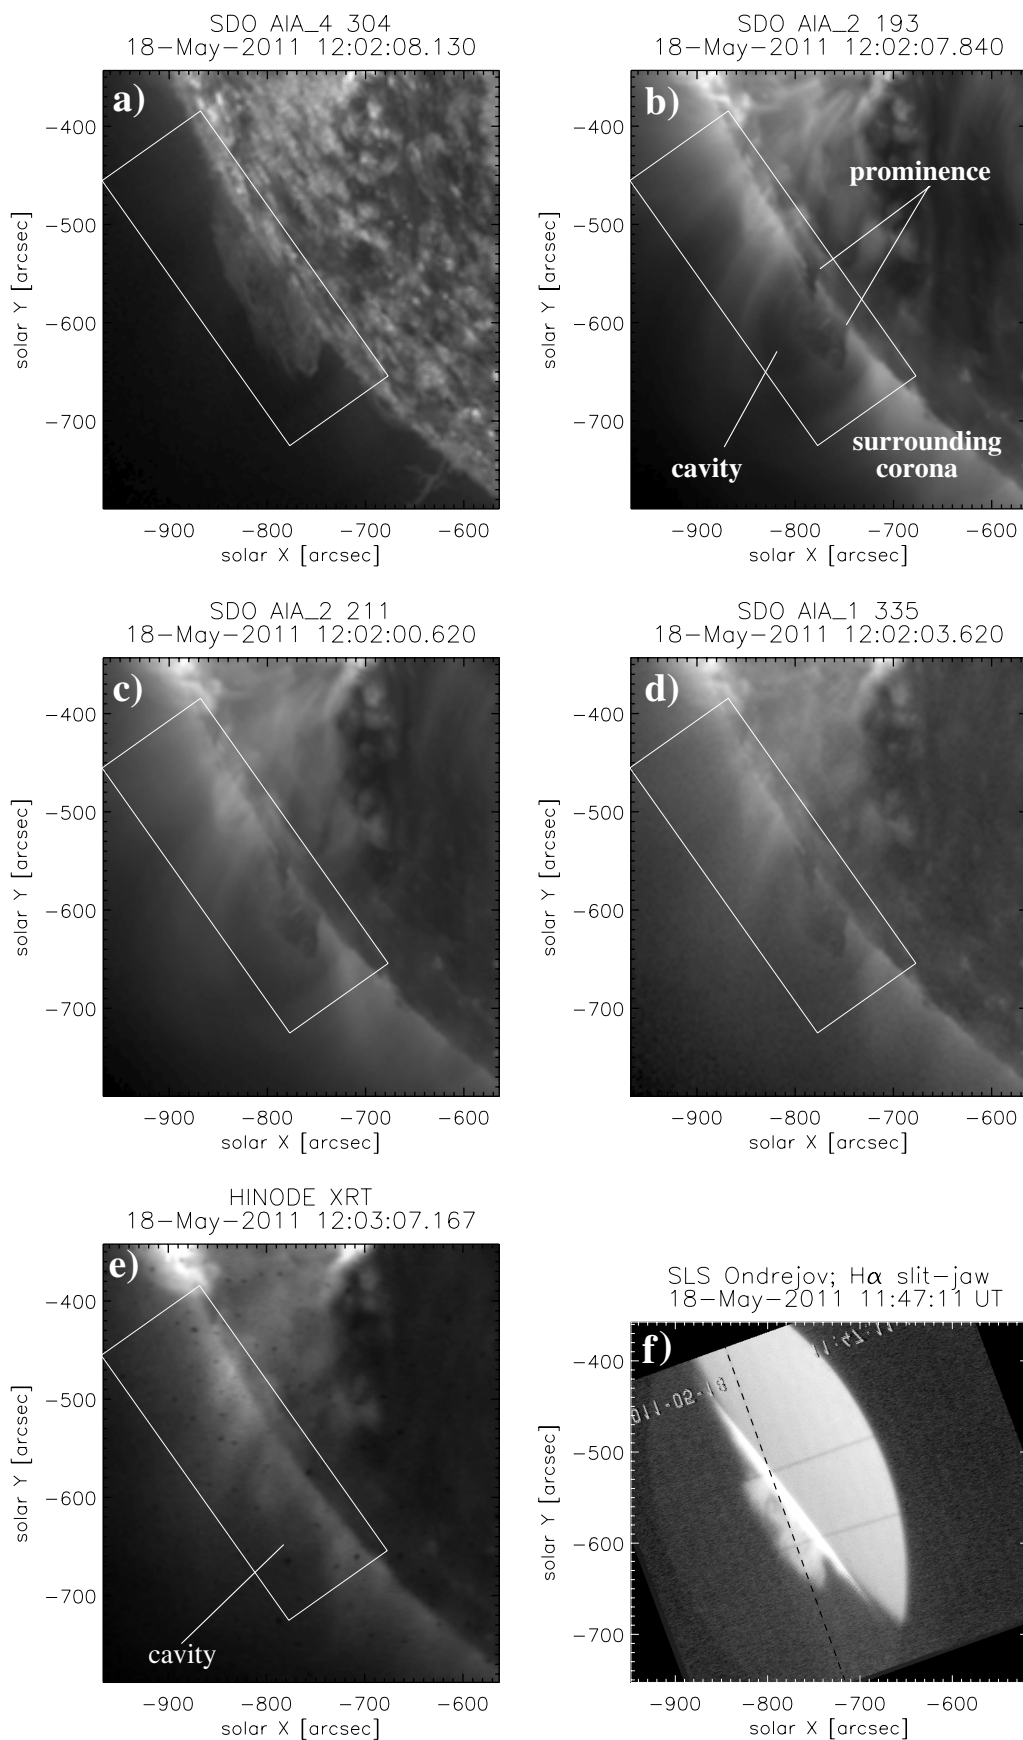 SDO AIA_4 304
18-May-2011 12:02:08.130
a)
-400
-500
-600
-700
solar Y [arcsec]
-900 -800 -700 -600
solar X [arcsec]
SDO AIA_2 193
18-May-2011 12:02:07.840
b)
prominence
cavity
surrounding
corona
-400
-500
-600
-700
solar Y [arcsec]
-900 -800 -700 -600
solar X [arcsec]
SDO AIA_2 211
18-May-2011 12:02:00.620
c)
-400
-500
-600
-700
solar Y [arcsec]
-900 -800 -700 -600
solar X [arcsec]
SDO AIA_1 335
18-May-2011 12:02:03.620
d)
-400
-500
-600
-700
solar Y [arcsec]
-900 -800 -700 -600
solar X [arcsec]
HINODE XRT
18-May-2011 12:03:07.167
e)
cavity
-400
-500
-600
-700
solar Y [arcsec]
-900 -800 -700 -600
solar X [arcsec]
SLS Ondrejov; Hα slit-jaw
18-May-2011 11:47:11 UT
f)
11:47:11
011-05-18
-400
-500
-600
-700
solar Y [arcsec]
-900 -800 -700 -600
solar X [arcsec]